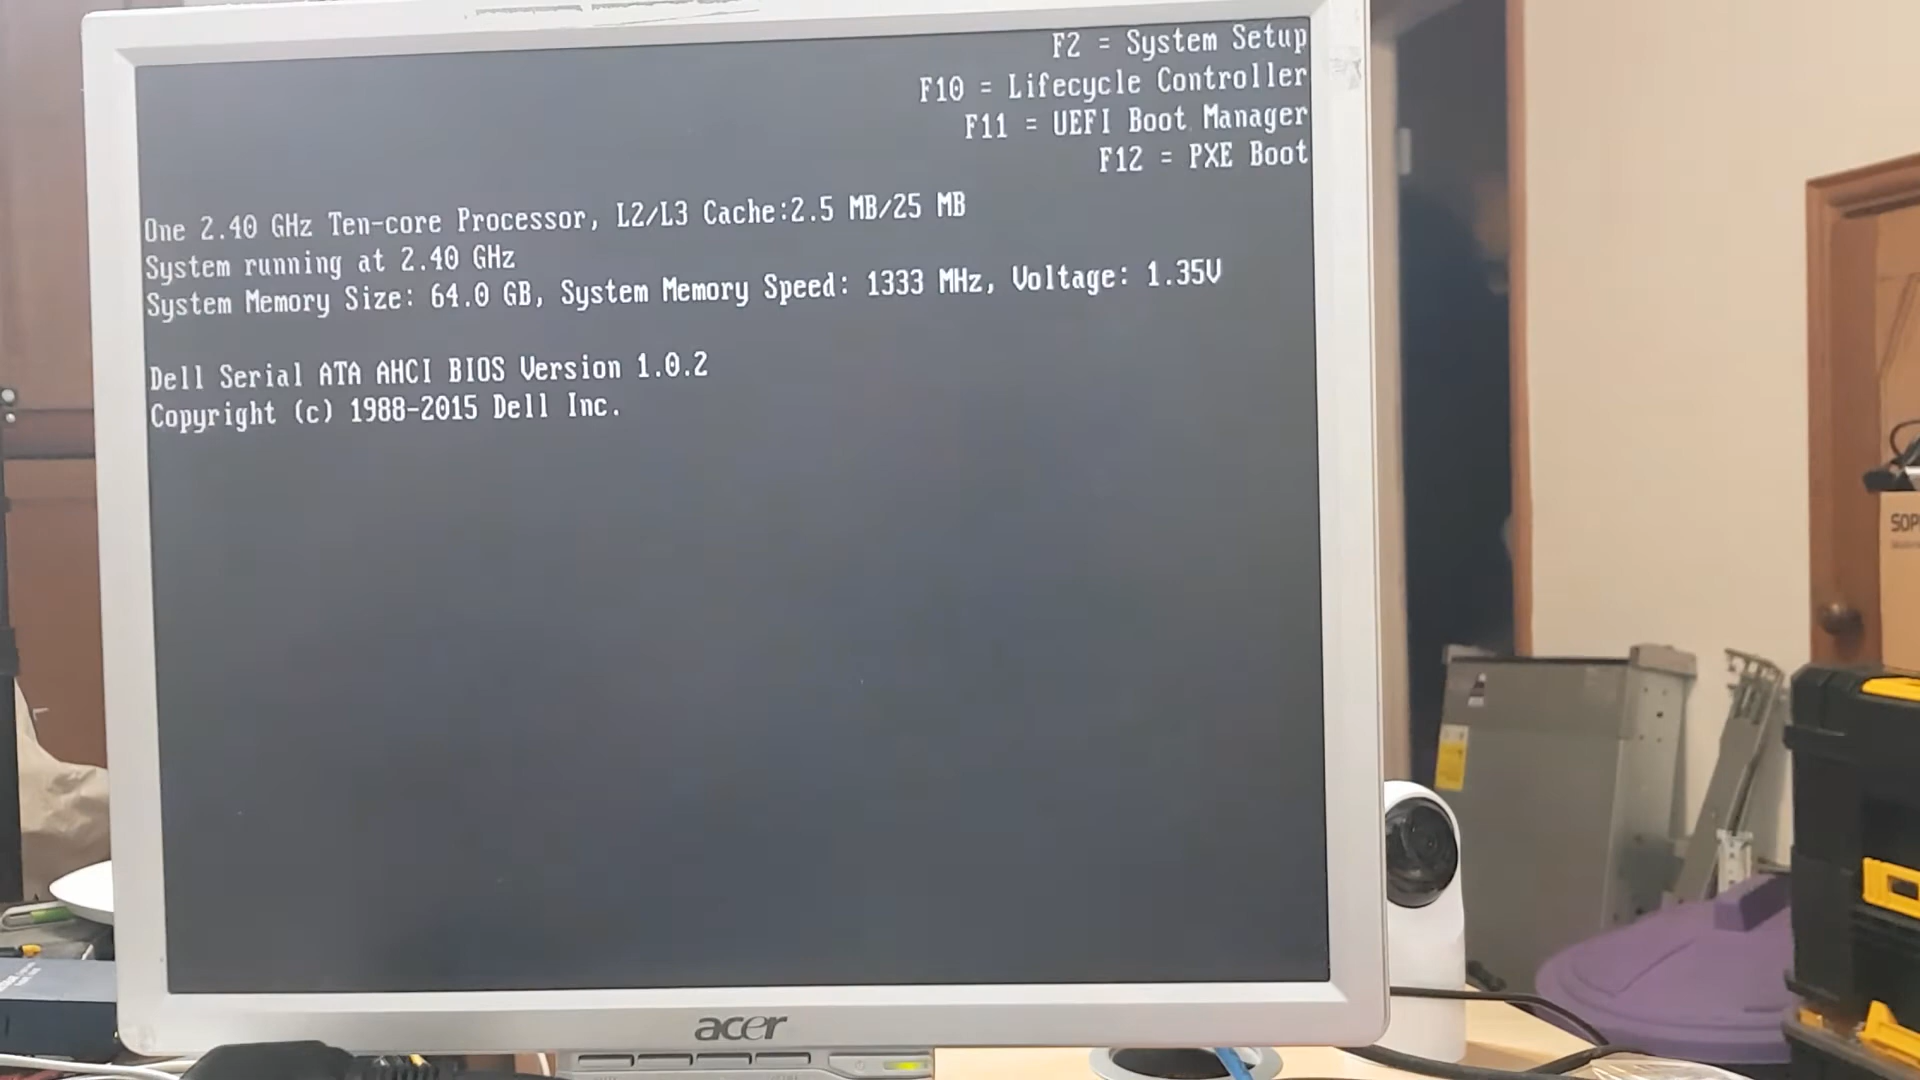 F2 = System Setup
F10 = Lifecycle Controller
F11 = UEFI Boot Manager
F12 = PXE Boot
One 2.40 GHz Ten-core Processor, L2/L3 Cache:2.5 MB/25 MB
System running at 2.40 GHz
System Memory Size: 64.0 GB, System Memory Speed: 1333 MHz, Voltage: 1.35V
Dell Serial ATA AHCI BIOS Version 1.0.2
Copyright (c) 1988-2015 Dell Inc.
SOP
acer